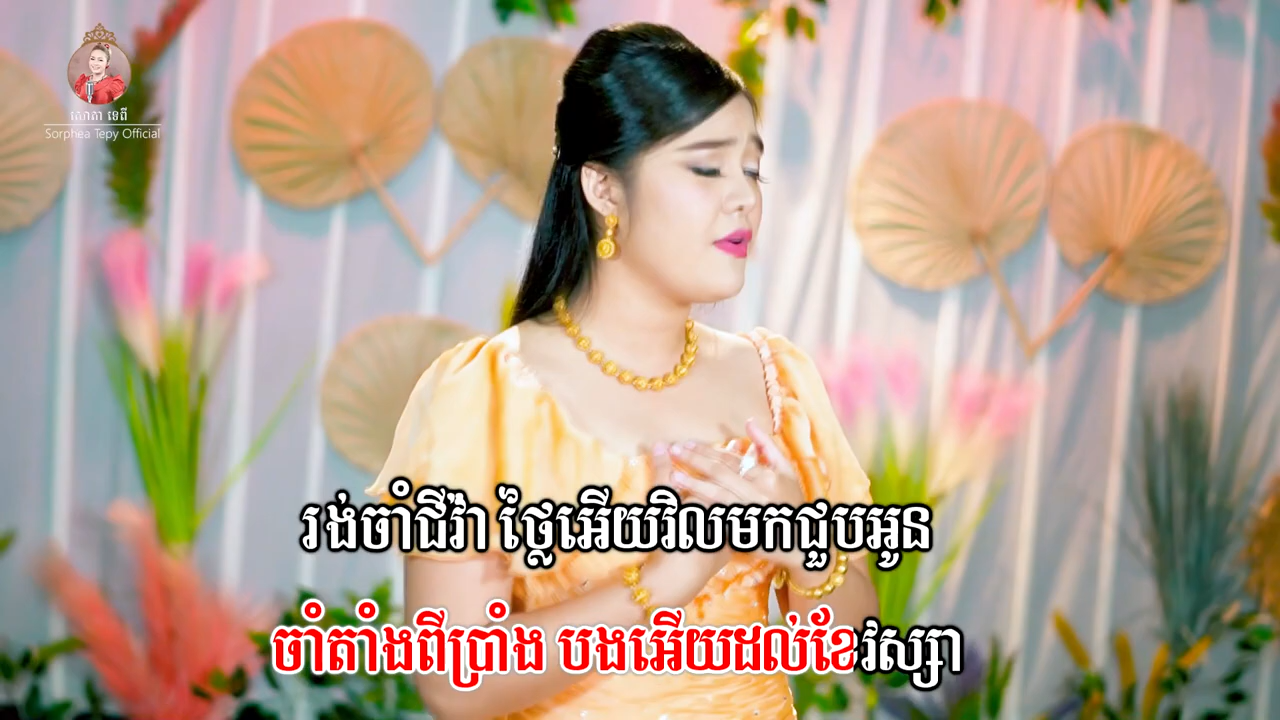 សោភា ទេពី
Sorphea Tepy Official
រង់ចាំជីវ៉ា ថ្លៃអើយវិលមកជួបអូន
ចាំតាំងពីប្រាំង បងអើយដល់ខែវស្សា